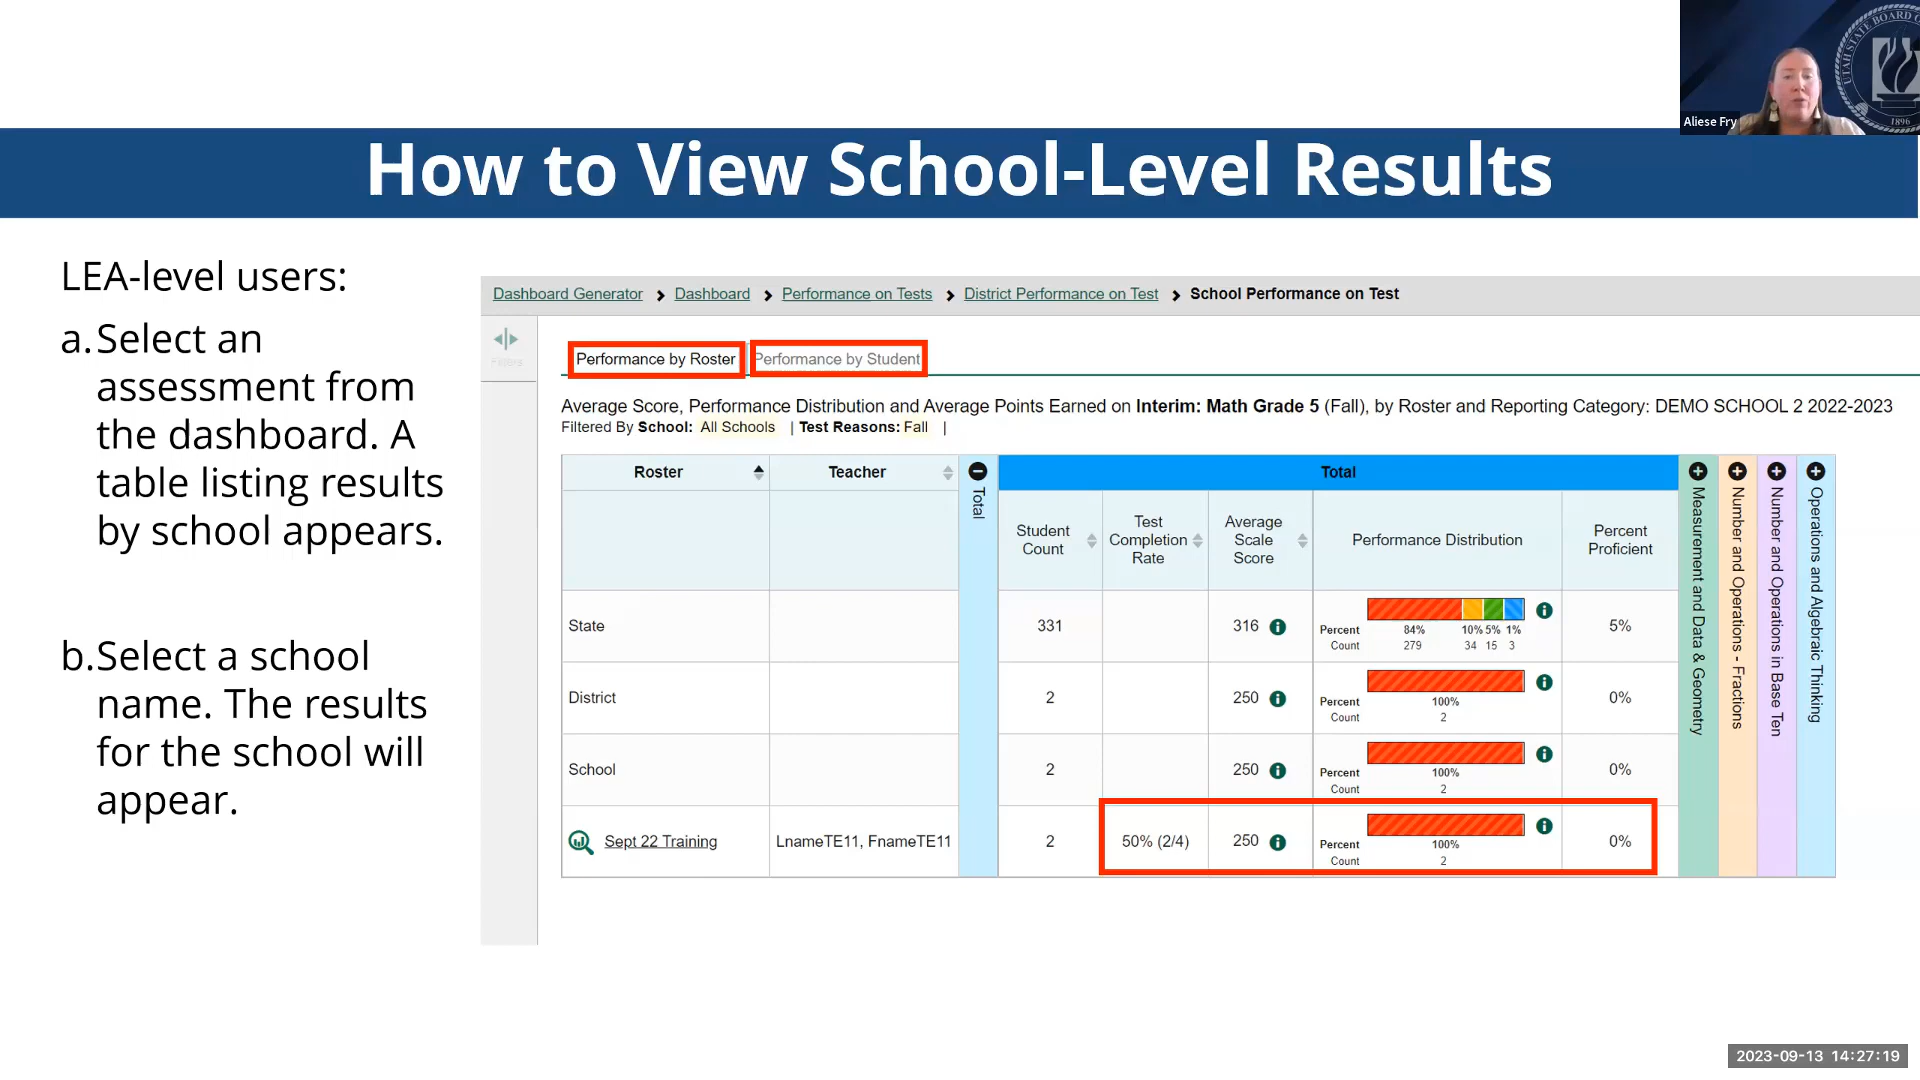 UTAH STATE BOARD O
1896
Aliese Fry
How to View School-Level Results
LEA-level users:
a. Select an
assessment from
the dashboard. A
table listing results
by school appears.
b. Select a school
name. The results
for the school will
appear.
Dashboard Generator > Dashboard > Performance on Tests > District Performance on Test > School Performance on Test
Filters
Performance by Roster Performance by Student
Average Score, Performance Distribution and Average Points Earned on Interim: Math Grade 5 (Fall), by Roster and Reporting Category: DEMO SCHOOL 2 2022-2023
Filtered By School: All Schools | Test Reasons: Fall |
Roster Teacher Total Total
Student Count
Test Completion Rate
Average Scale Score
Performance Distribution
Percent Proficient
Measurement and Data & Geometry
Number and Operations - Fractions
Number and Operations in Base Ten
Operations and Algebraic Thinking
State 331 316 5%
Percent 84% 10% 5% 1%
Count 279 34 15 3
District 2 250 0%
Percent 100%
Count 2
School 2 250 0%
Percent 100%
Count 2
Sept 22 Training LnameTE11, FnameTE11 2 50% (2/4) 250 0%
Percent 100%
Count 2
2023-09-13 14:27:19